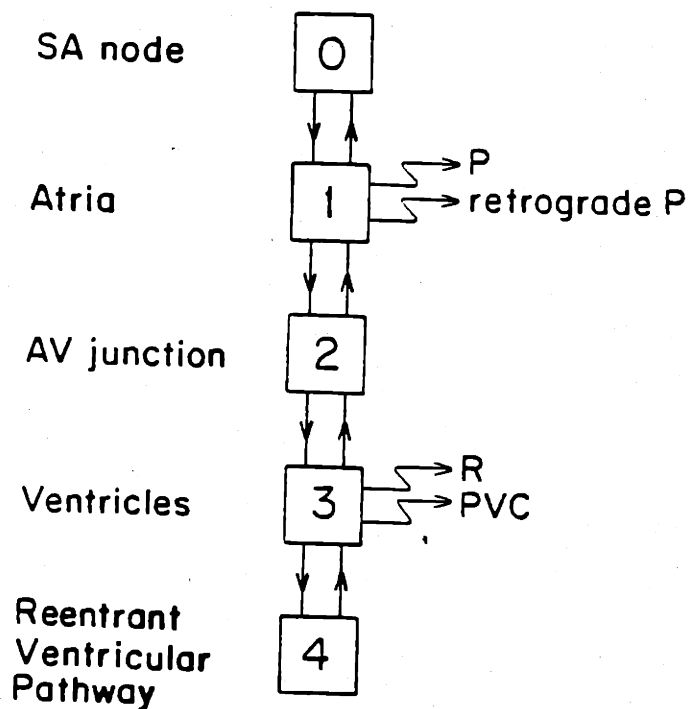 SA node
0
P
Atria
1
retrograde P
AV junction
2
R
Ventricles
3
PVC
Reentrant
Ventricular
Pathway
4